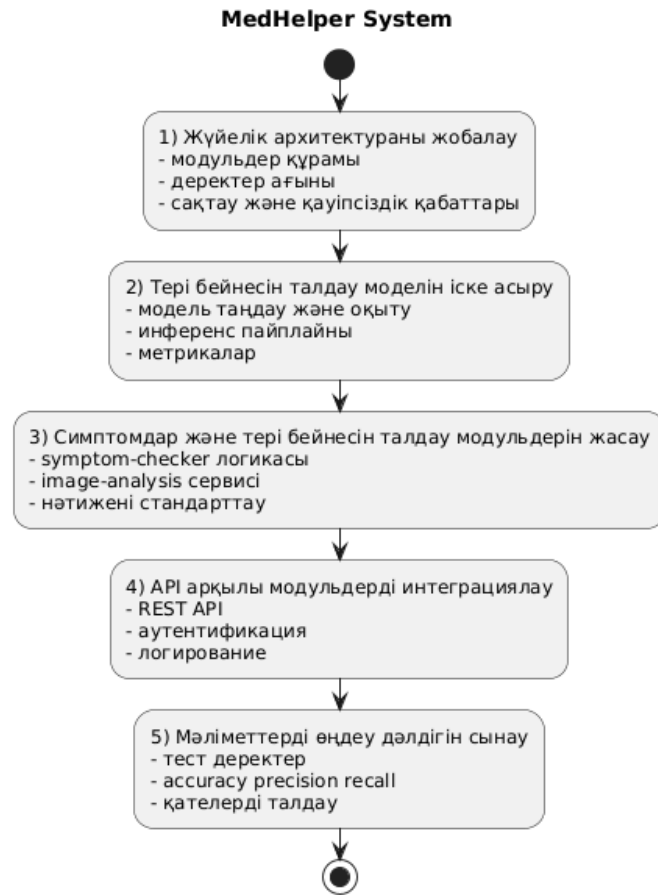 MedHelper System
1) Жүйелік архитектураны жобалау
- модульдер құрамы
- деректер ағыны
- сақтау және қауіпсіздік қабаттары
2) Тері бейнесін талдау моделін іске асыру
- модель таңдау және оқыту
- инференс пайплайны
- метрикалар
3) Симптомдар және тері бейнесін талдау модульдерін жасау
- symptom-checker логикасы
- image-analysis сервисі
- нәтижені стандарттау
4) API арқылы модульдерді интеграциялау
- REST API
- аутентификация
- логирование
5) Мәліметтерді өңдеу дәлдігін сынау
- тест деректер
- accuracy precision recall
- қателерді талдау